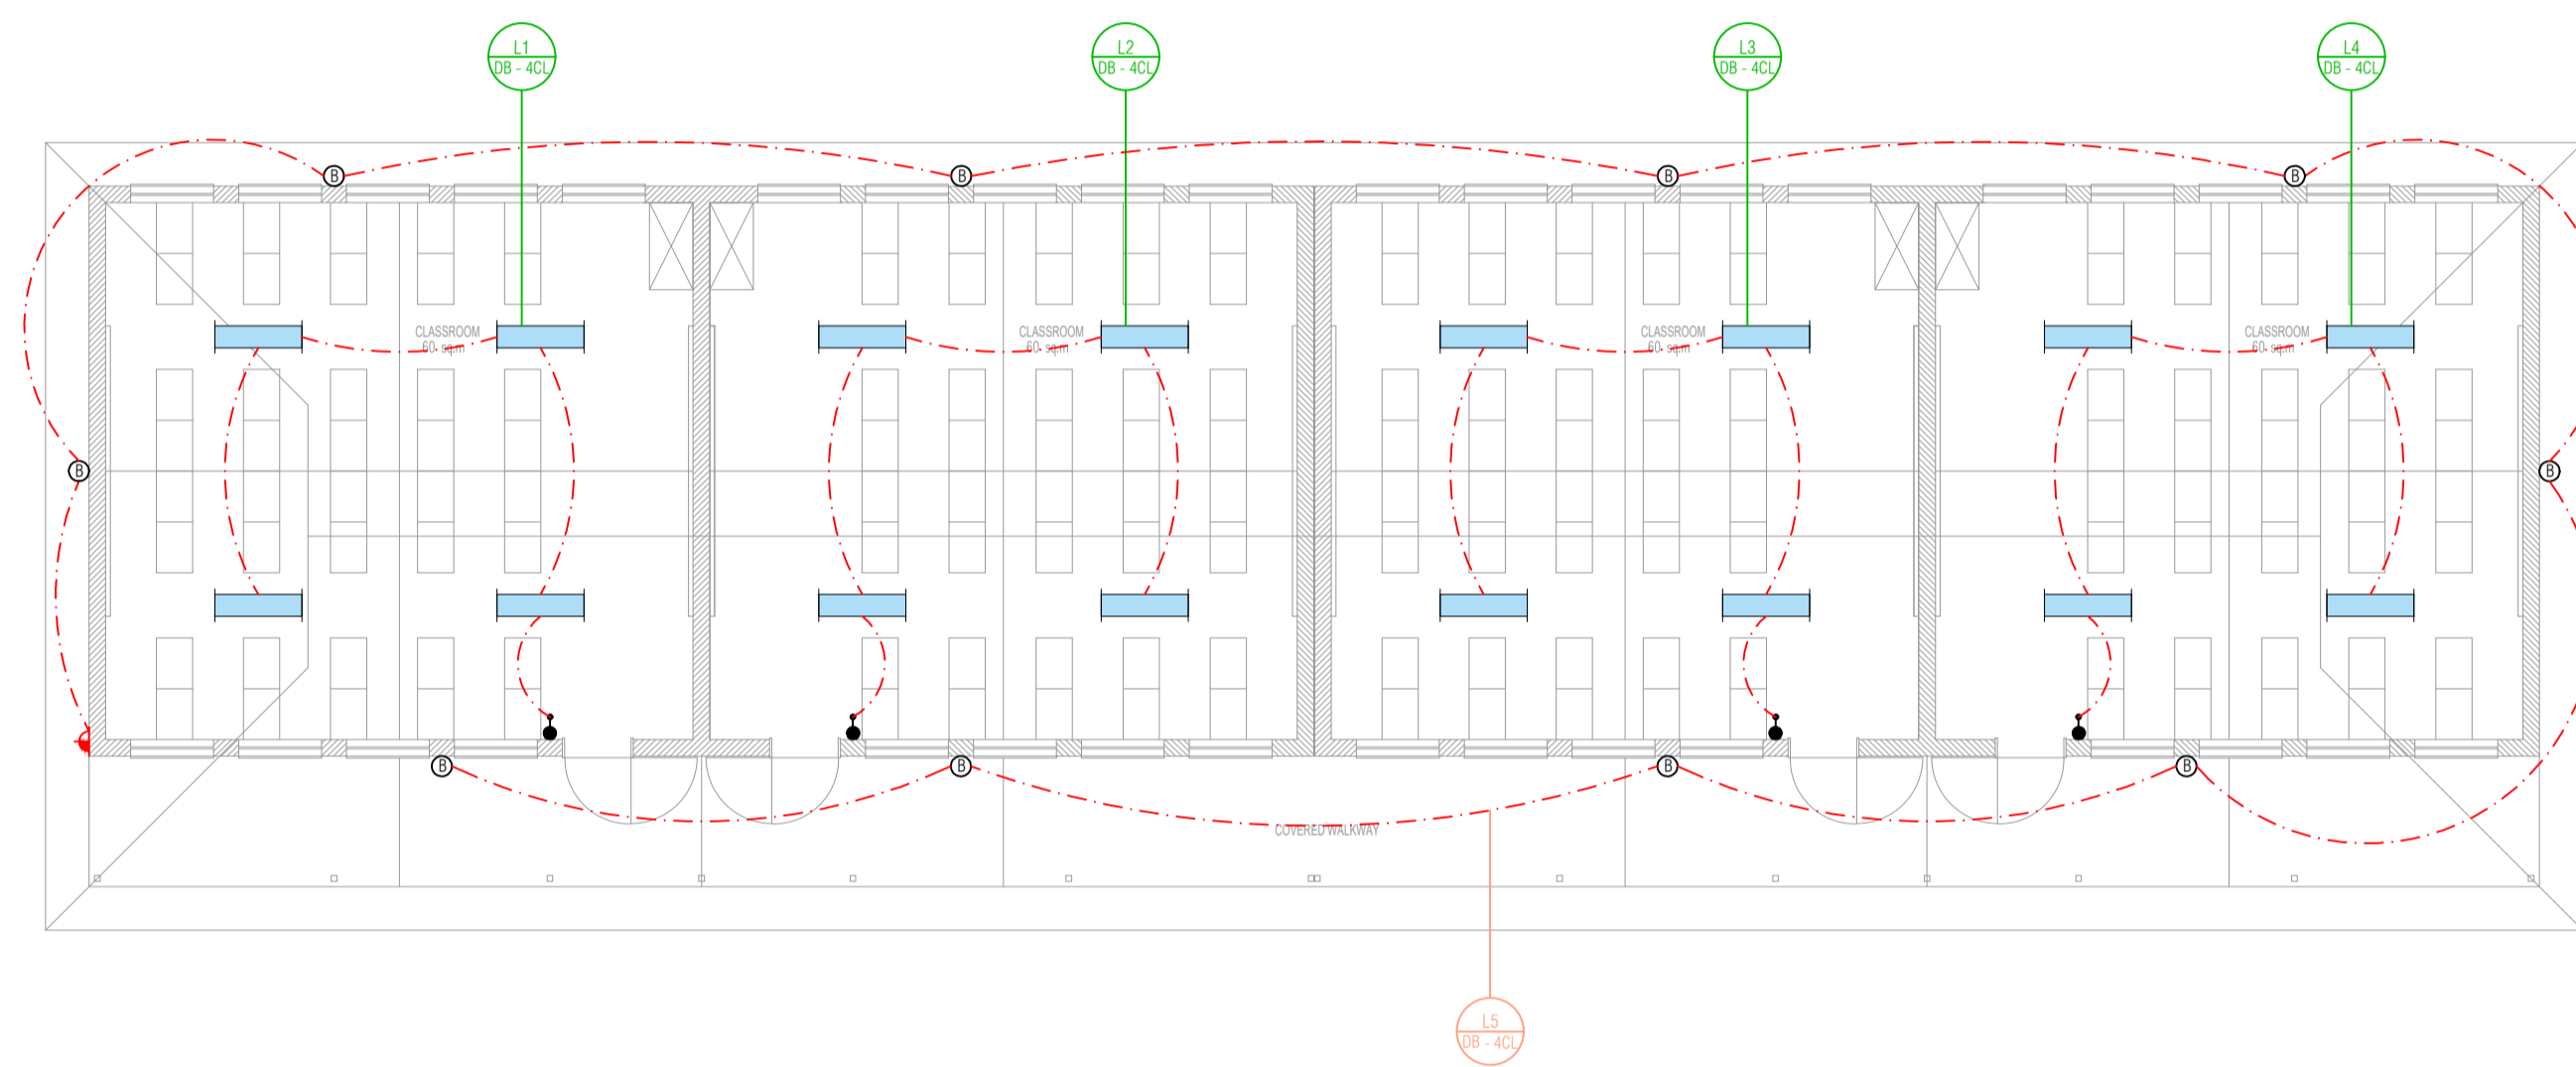 L1
DB - 4CL
L2
DB - 4CL
L3
DB - 4CL
L4
DB - 4CL
B
B
B
B
CLASSROOM
60 sq.m
CLASSROOM
60 sq.m
CLASSROOM
60 sq.m
CLASSROOM
60 sq.m
B
B
B
B
B
B
COVERED WALKWAY
L5
DB - 4CL